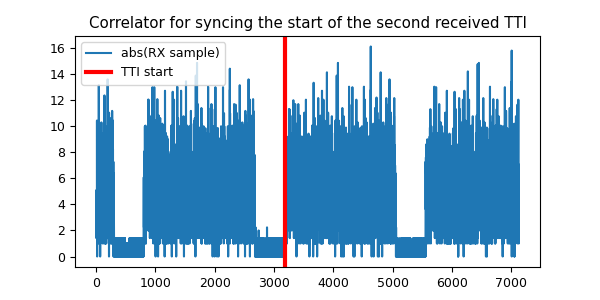 Correlator for syncing the start of the second received TTI
abs(RX sample)
TTI start
16
14
12
10
8
6
4
2
0
0 1000 2000 3000 4000 5000 6000 7000